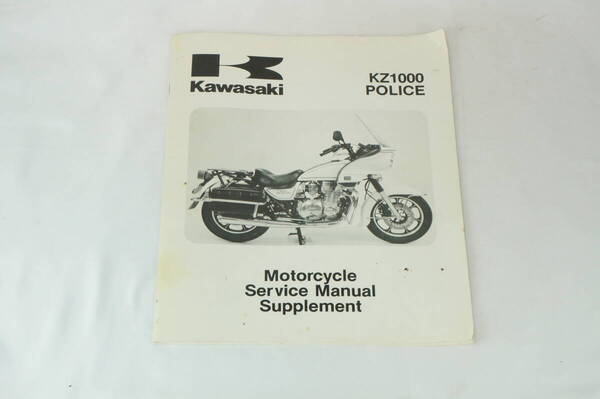 Kawasaki
KZ1000
POLICE
Motorcycle
Service Manual
Supplement